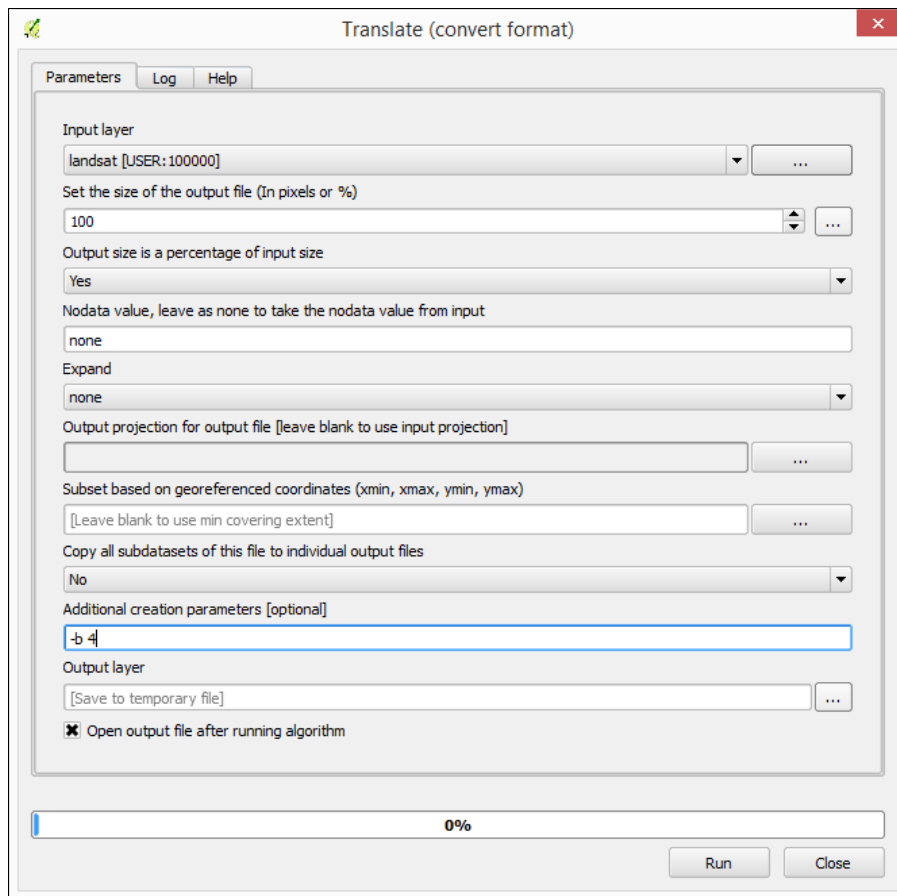 Translate (convert format)
Parameters Log Help
Input layer
landsat [USER:100000]
...
Set the size of the output file (In pixels or %)
100
...
Output size is a percentage of input size
Yes
Nodata value, leave as none to take the nodata value from input
none
Expand
none
Output projection for output file [leave blank to use input projection]
...
Subset based on georeferenced coordinates (xmin, xmax, ymin, ymax)
[Leave blank to use min covering extent]
...
Copy all subdatasets of this file to individual output files
No
Additional creation parameters [optional]
-b 4
Output layer
[Save to temporary file]
...
Open output file after running algorithm
0%
Run Close